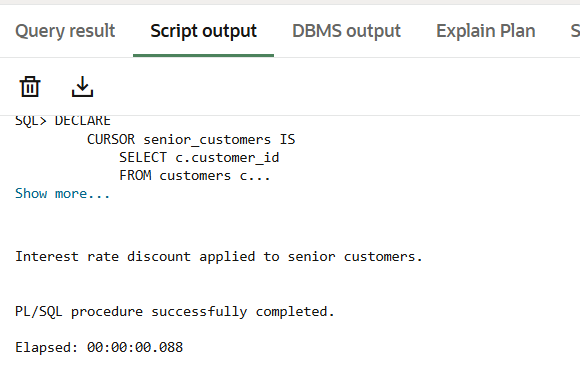 Query result Script output DBMS output Explain Plan S
SQL> DECLARE
CURSOR senior_customers IS
SELECT c.customer_id
FROM customers c...
Show more...
Interest rate discount applied to senior customers.
PL/SQL procedure successfully completed.
Elapsed: 00:00:00.088